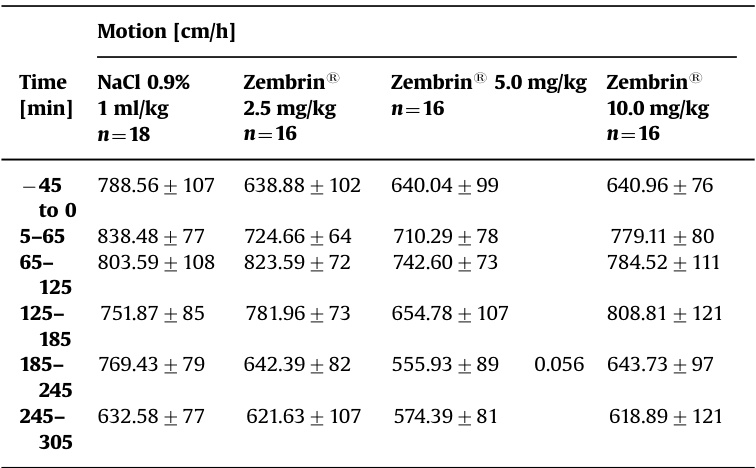 Motion [cm/h]
Time NaCl 0.9% Zembrin® Zembrin® 5.0 mg/kg Zembrin®
[min] 1 ml/kg 2.5 mg/kg n=16 10.0 mg/kg
n=18 n=16 n=16
−45 788.56±107 638.88±102 640.04±99 640.96±76
to 0
5–65 838.48±77 724.66±64 710.29±78 779.11±80
65– 803.59±108 823.59±72 742.60±73 784.52±111
125
125– 751.87±85 781.96±73 654.78±107 808.81±121
185
185– 769.43±79 642.39±82 555.93±89 0.056 643.73±97
245
245– 632.58±77 621.63±107 574.39±81 618.89±121
305